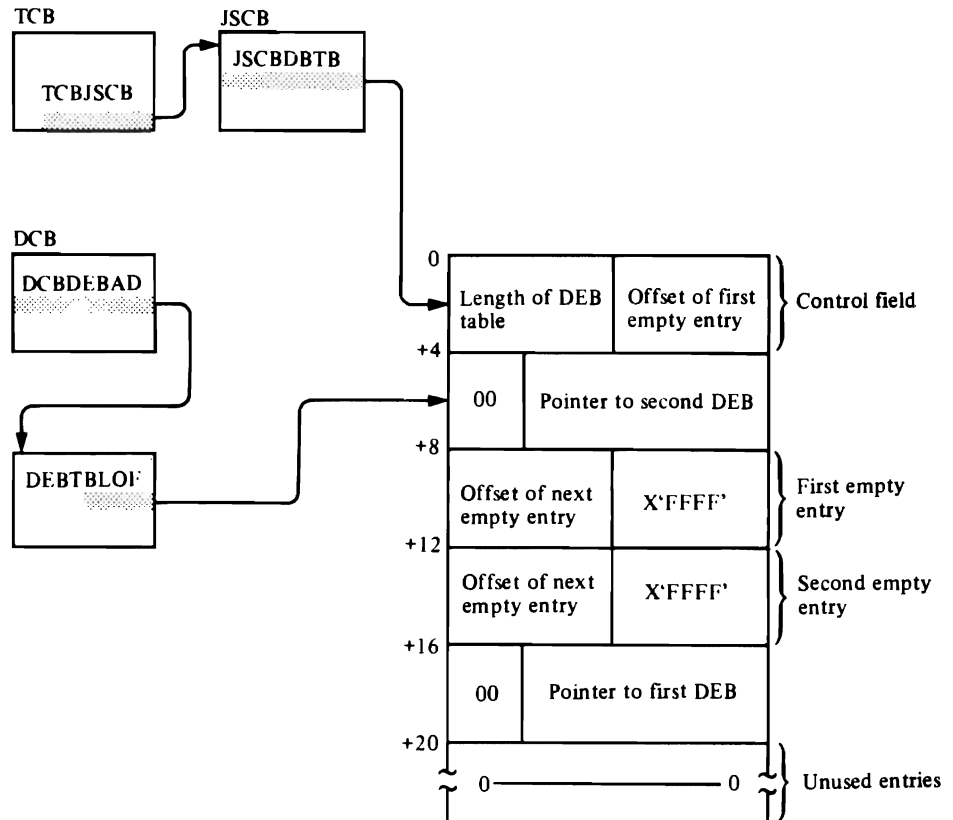 TCB
JSCB
JSCBDBTB
TCBJSCB
DCB
DCBDEBAD
DEBTBLOF
0
Length of DEB
table
Offset of first
empty entry
Control field
+4
00
Pointer to second DEB
+8
Offset of next
empty entry
X'FFFF'
First empty
entry
+12
Offset of next
empty entry
X'FFFF'
Second empty
entry
+16
00
Pointer to first DEB
+20
0
0
Unused entries